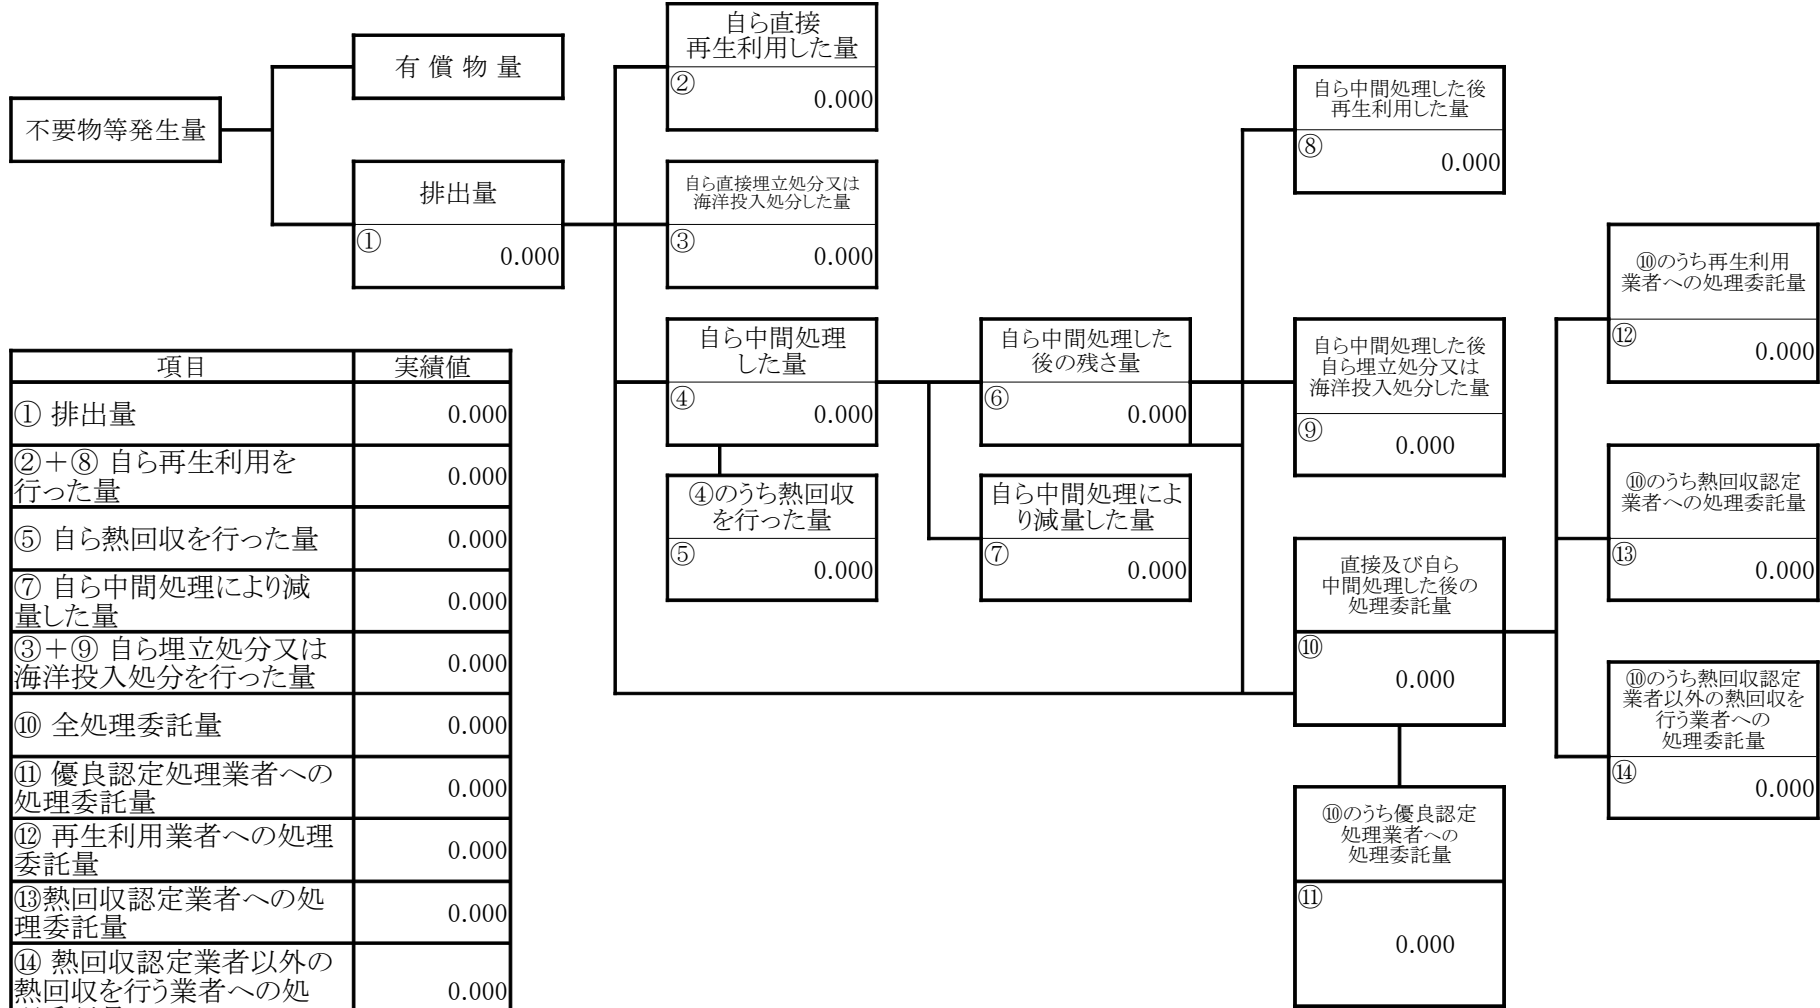 不要物等発生量
有 償 物 量
排出量
①
0.000
自ら直接
再生利用した量
②
0.000
自ら直接埋立処分又は
海洋投入処分した量
③
0.000
自ら中間処理
した量
④
0.000
④のうち熱回収
を行った量
⑤
0.000
自ら中間処理した
後の残さ量
⑥
0.000
自ら中間処理によ
り減量した量
⑦
0.000
自ら中間処理した後
再生利用した量
⑧
0.000
自ら中間処理した後
自ら埋立処分又は
海洋投入処分した量
⑨
0.000
直接及び自ら
中間処理した後の
処理委託量
⑩
0.000
⑩のうち優良認定
処理業者への
処理委託量
⑪
0.000
⑩のうち再生利用
業者への処理委託量
⑫
0.000
⑩のうち熱回収認定
業者への処理委託量
⑬
0.000
⑩のうち熱回収認定
業者以外の熱回収を
行う業者への
処理委託量
⑭
0.000
項目 実績値
① 排出量 0.000
②＋⑧ 自ら再生利用を
行った量 0.000
⑤ 自ら熱回収を行った量 0.000
⑦ 自ら中間処理により減
量した量 0.000
③＋⑨ 自ら埋立処分又は
海洋投入処分を行った量 0.000
⑩ 全処理委託量 0.000
⑪ 優良認定処理業者への
処理委託量 0.000
⑫ 再生利用業者への処理
委託量 0.000
⑬熱回収認定業者への処
理委託量 0.000
⑭ 熱回収認定業者以外の
熱回収を行う業者への処 0.000